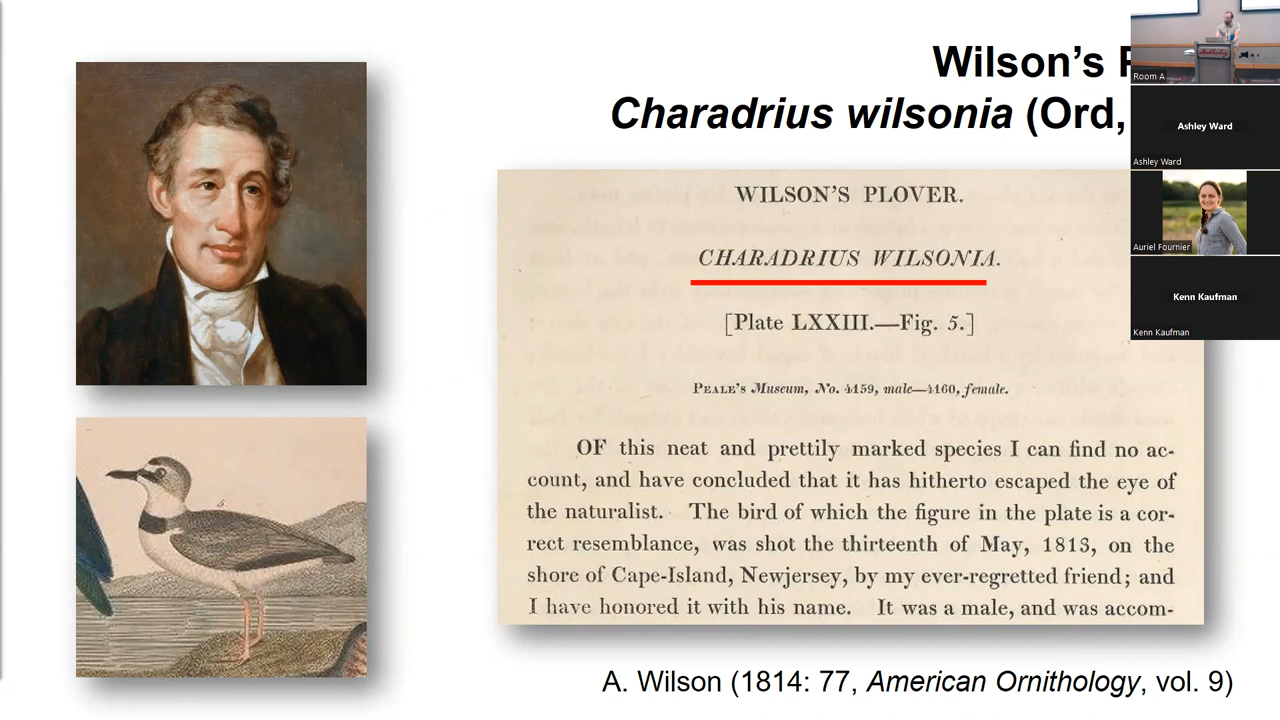 Wilson's P
Charadrius wilsonia (Ord,
WILSON'S PLOVER.
CHARADRIUS WILSONIA.
[Plate LXXIII.—Fig. 5.]
PEALE'S Museum, No. 4159, male—4160, female.
OF this neat and prettily marked species I can find no ac-
count, and have concluded that it has hitherto escaped the eye of
the naturalist. The bird of which the figure in the plate is a cor-
rect resemblance, was shot the thirteenth of May, 1813, on the
shore of Cape-Island, Newjersey, by my ever-regretted friend; and
I have honored it with his name. It was a male, and was accom-
A. Wilson (1814: 77, American Ornithology, vol. 9)
5
Room A
Ashley Ward
Ashley Ward
Auriel Fournier
Kenn Kaufman
Kenn Kaufman